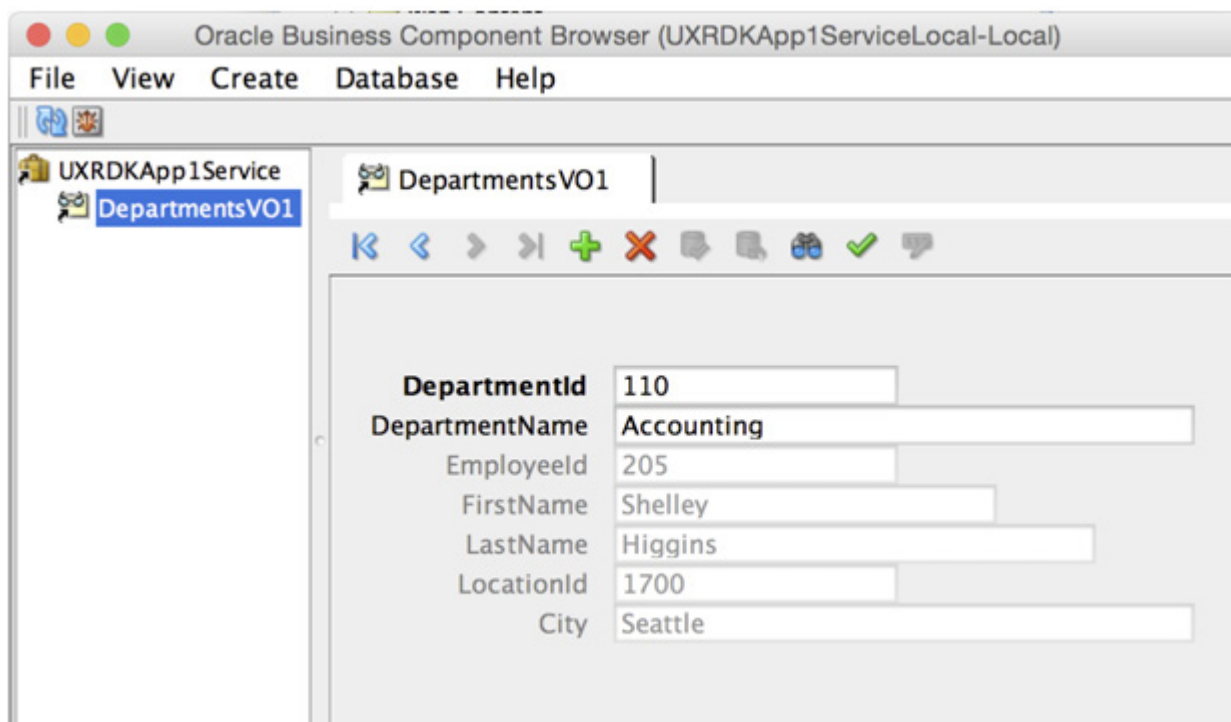 Oracle Business Component Browser (UXRDKApp1ServiceLocal-Local)
File View Create Database Help
UXRDKApp1Service
DepartmentsVO1
DepartmentsVO1
DepartmentId 110
DepartmentName Accounting
EmployeeId 205
FirstName Shelley
LastName Higgins
LocationId 1700
City Seattle